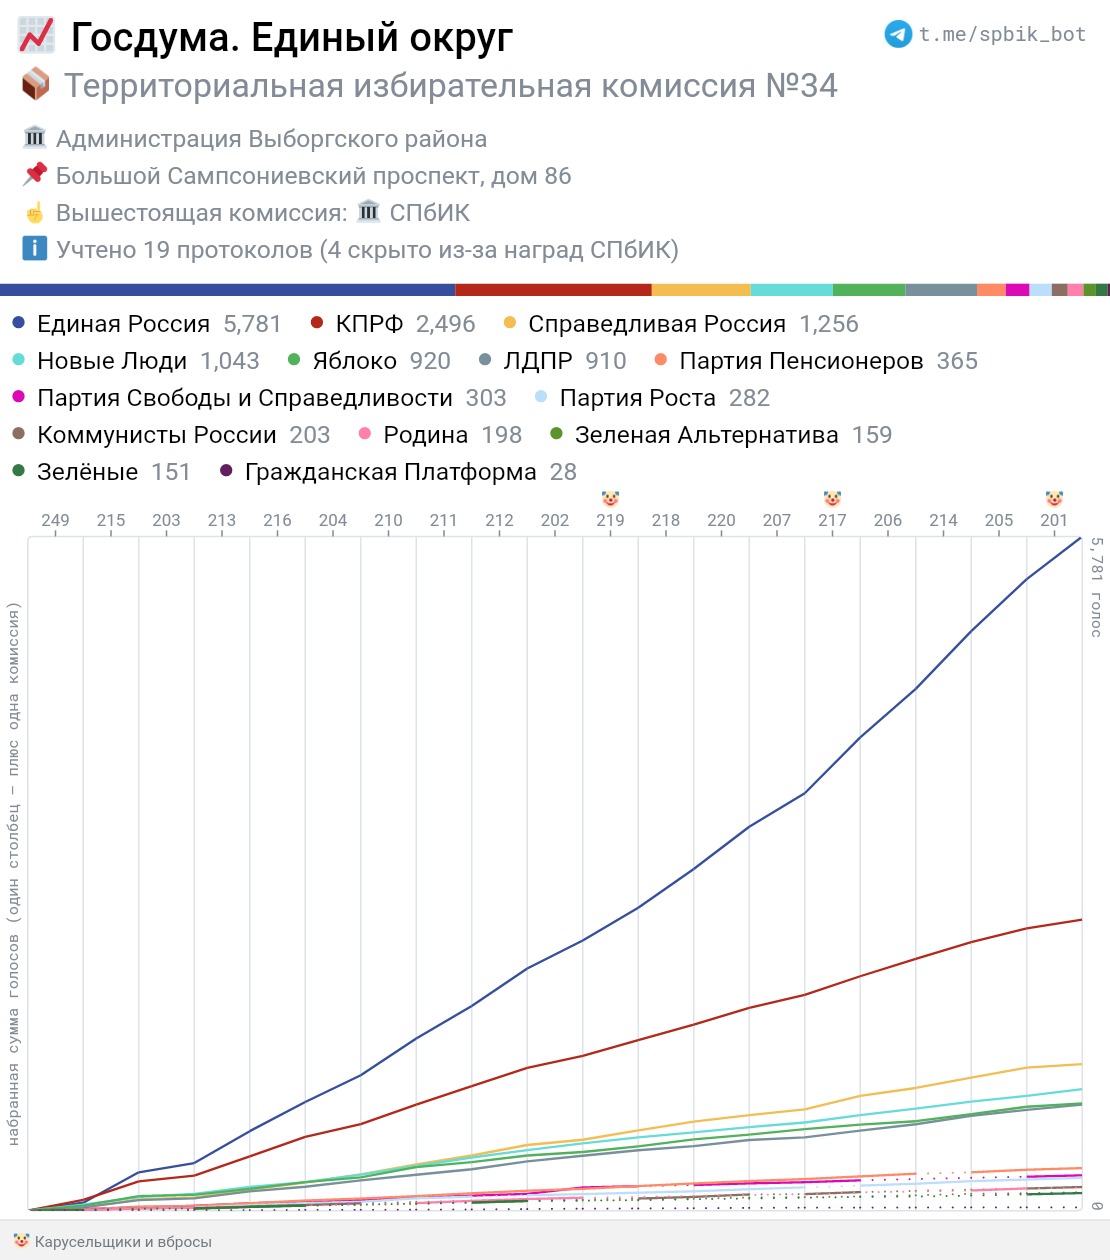 Госдума. Единый округ
t.me/spbik_bot
Территориальная избирательная комиссия №34
Администрация Выборгского района
Большой Сампсониевский проспект, дом 86
Вышестоящая комиссия: СПбИК
Учтено 19 протоколов (4 скрыто из-за наград СПбИК)
Единая Россия 5,781 КПРФ 2,496 Справедливая Россия 1,256
Новые Люди 1,043 Яблоко 920 ЛДПР 910 Партия Пенсионеров 365
Партия Свободы и Справедливости 303 Партия Роста 282
Коммунисты России 203 Родина 198 Зеленая Альтернатива 159
Зелёные 151 Гражданская Платформа 28
249 215 203 213 216 204 210 211 212 202 219 218 220 207 217 206 214 205 201
5,781 голос
набранная сумма голосов (один столбец – плюс одна комиссия)
0
Карусельщики и вбросы